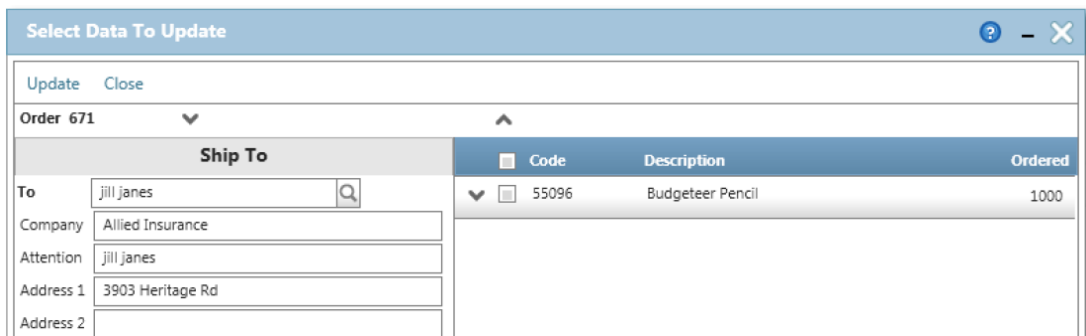 Select Data To Update
Update Close
Order 671
Ship To
Code Description Ordered
To jill janes
55096 Budgeteer Pencil 1000
Company Allied Insurance
Attention jill janes
Address 1 3903 Heritage Rd
Address 2